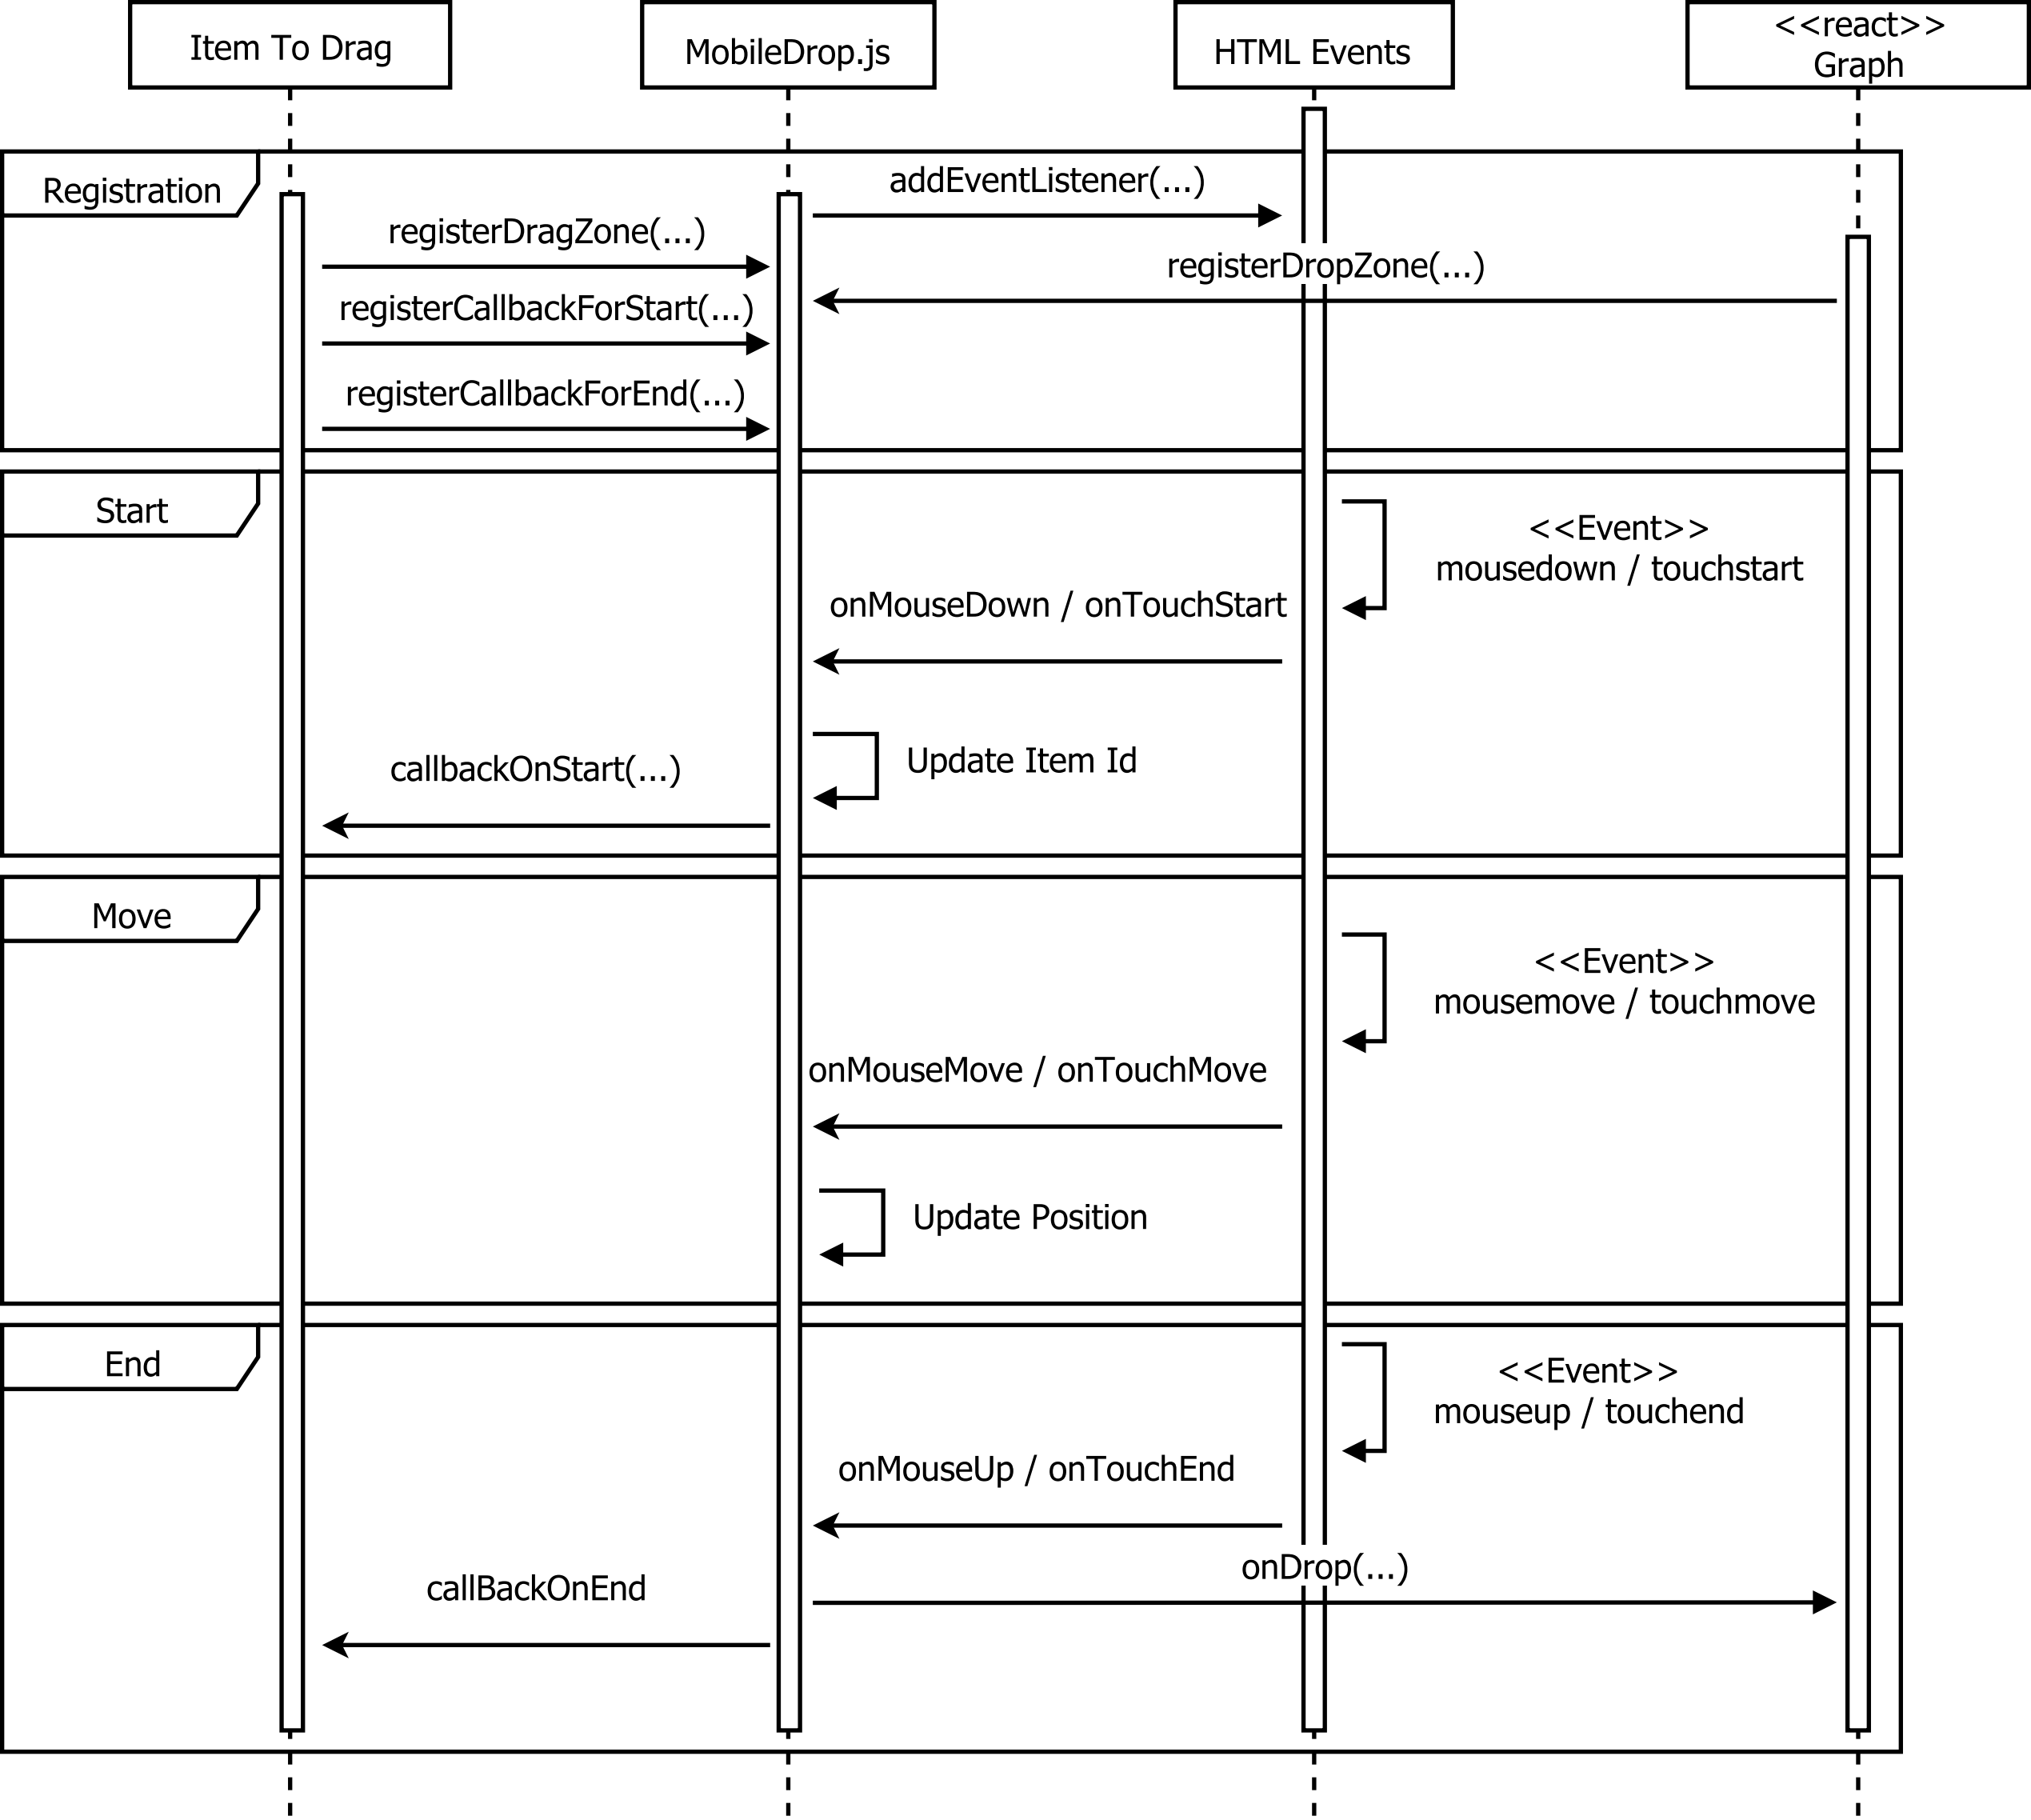 Item To Drag
MobileDrop.js
HTML Events
<<react>>
Graph
Registration
addEventListener(...)
registerDragZone(...)
registerDropZone(...)
registerCallbackForStart(...)
registerCallbackForEnd(...)
Start
<<Event>>
mousedown / touchstart
onMouseDown / onTouchStart
Update Item Id
callbackOnStart(...)
Move
<<Event>>
mousemove / touchmove
onMouseMove / onTouchMove
Update Position
End
<<Event>>
mouseup / touchend
onMouseUp / onTouchEnd
onDrop(...)
callBackOnEnd